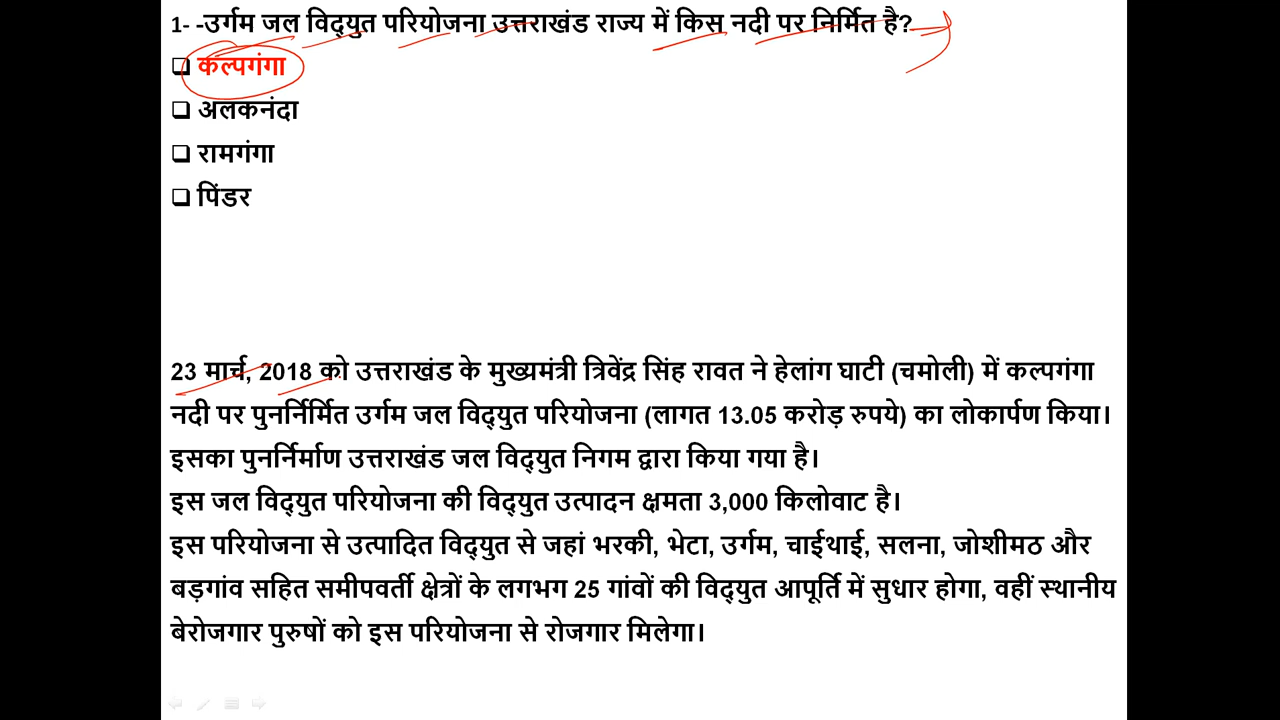 1- -उर्गम जल विद्युत परियोजना उत्तराखंड राज्य में किस नदी पर निर्मित है?
❑ कल्पगंगा
❑ अलकनंदा
❑ रामगंगा
❑ पिंडर
23 मार्च, 2018 को उत्तराखंड के मुख्यमंत्री त्रिवेंद्र सिंह रावत ने हेलांग घाटी (चमोली) में कल्पगंगा
नदी पर पुनर्निर्मित उर्गम जल विद्युत परियोजना (लागत 13.05 करोड़ रुपये) का लोकार्पण किया।
इसका पुनर्निर्माण उत्तराखंड जल विद्युत निगम द्वारा किया गया है।
इस जल विद्युत परियोजना की विद्युत उत्पादन क्षमता 3,000 किलोवाट है।
इस परियोजना से उत्पादित विद्युत से जहां भरकी, भेटा, उर्गम, चाईथाई, सलना, जोशीमठ और
बड़गांव सहित समीपवर्ती क्षेत्रों के लगभग 25 गांवों की विद्युत आपूर्ति में सुधार होगा, वहीं स्थानीय
बेरोजगार पुरुषों को इस परियोजना से रोजगार मिलेगा।